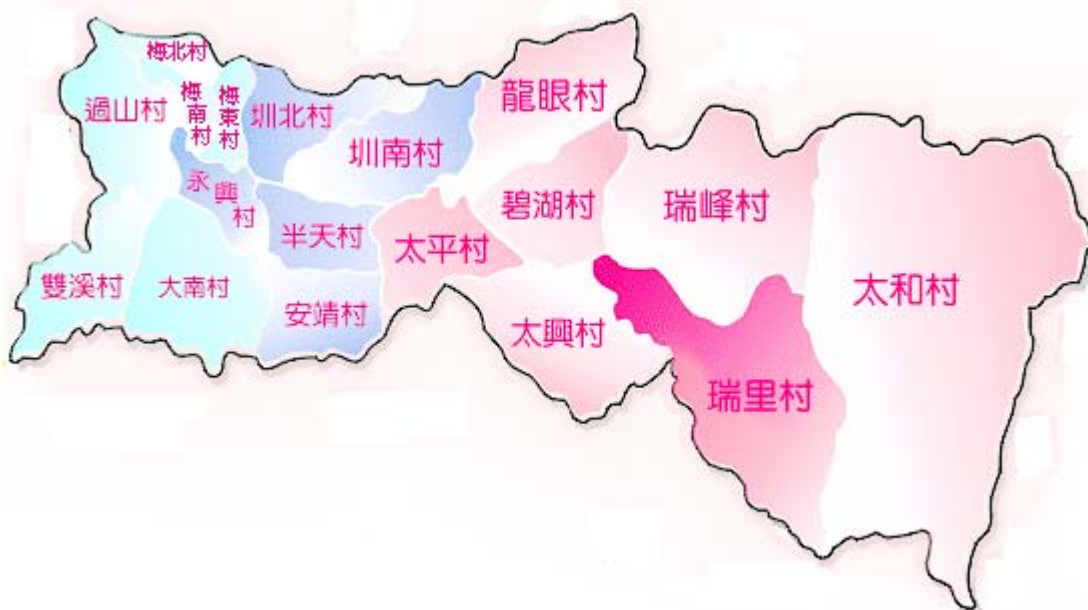 梅北村
過山村
梅南村
梅東村
圳北村
圳南村
龍眼村
永興村
半天村
太平村
碧湖村
瑞峰村
太和村
雙溪村
大南村
安靖村
太興村
瑞里村